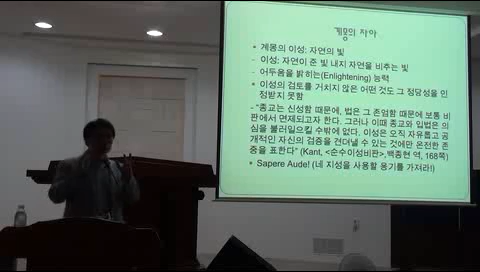 계몽의 자아
• 계몽의 이성: 자연의 빛
- 이성: 자연이 준 빛 내지 자연을 비추는 빛
- 어두움을 밝히는(Enlightening) 능력
• 이성의 검토를 거치지 않은 어떤 것도 그 정당성을 인
정받지 못함
- "종교는 신성함 때문에, 법은 그 존엄함 때문에 보통 비
판에서 면제되고자 한다. 그러나 이때 종교와 입법은 의
심을 불러일으킬 수밖에 없다. 이성은 오직 자유롭고 공
개적인 자신의 검증을 견뎌낼 수 있는 것에만 온전한 존
중을 표한다" (Kant, <순수이성비판>,백종현 역, 168쪽)
• Sapere Aude! (네 지성을 사용할 용기를 가져라!)